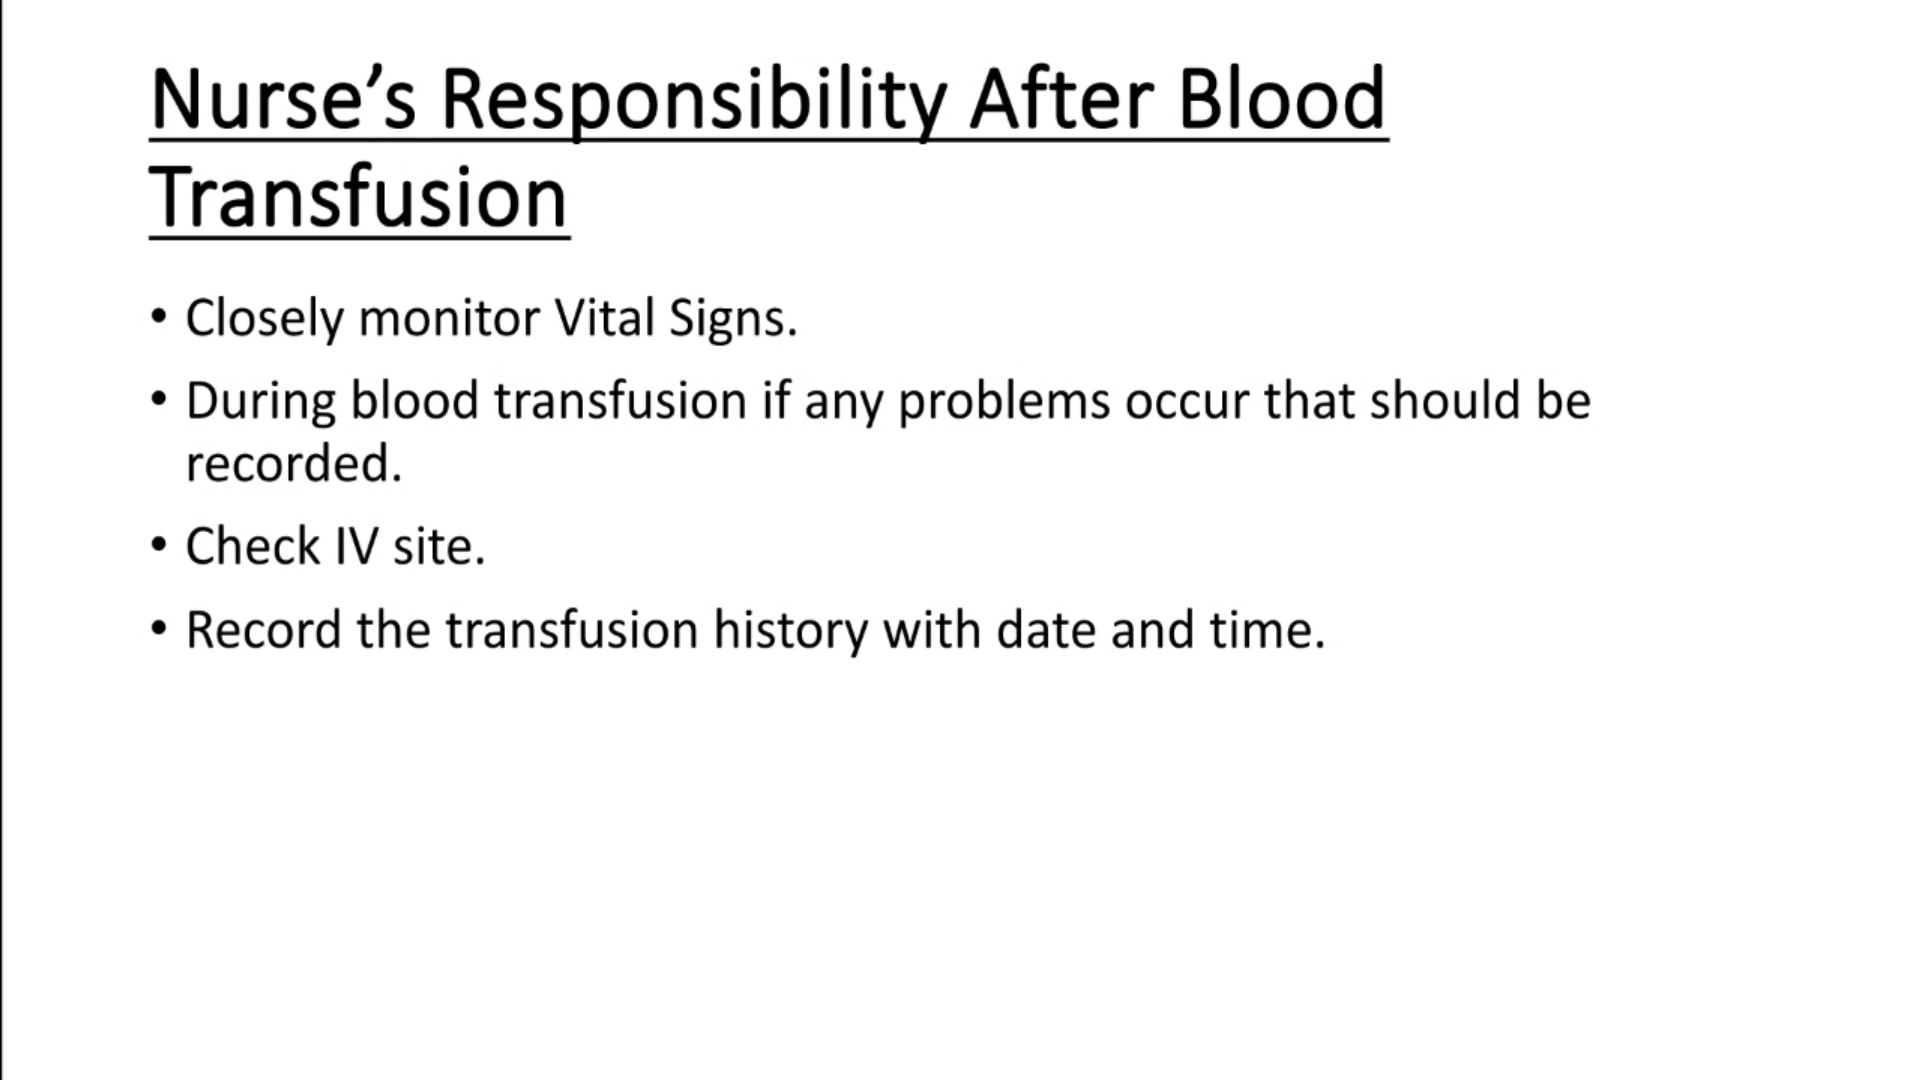 Nurse’s Responsibility After Blood
Transfusion
• Closely monitor Vital Signs.
• During blood transfusion if any problems occur that should be
recorded.
• Check IV site.
• Record the transfusion history with date and time.